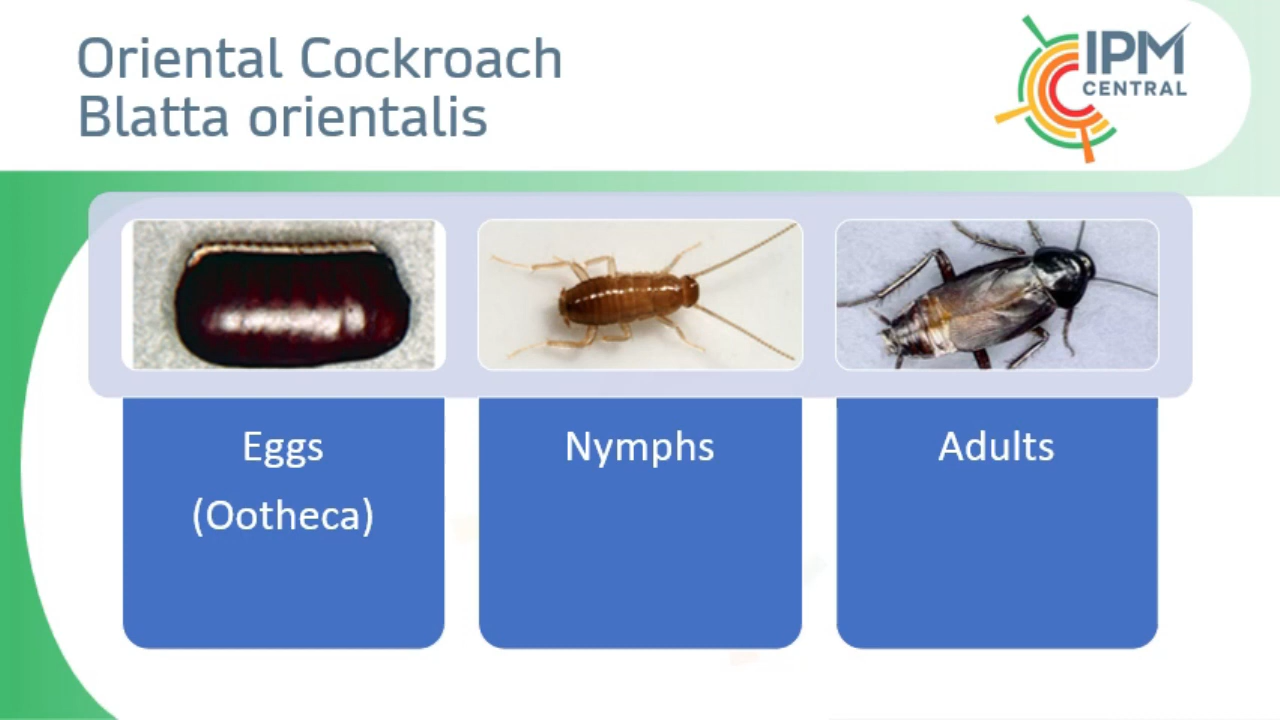 Oriental Cockroach
Blatta orientalis
IPM
CENTRAL
Eggs
(Ootheca)
Nymphs
Adults